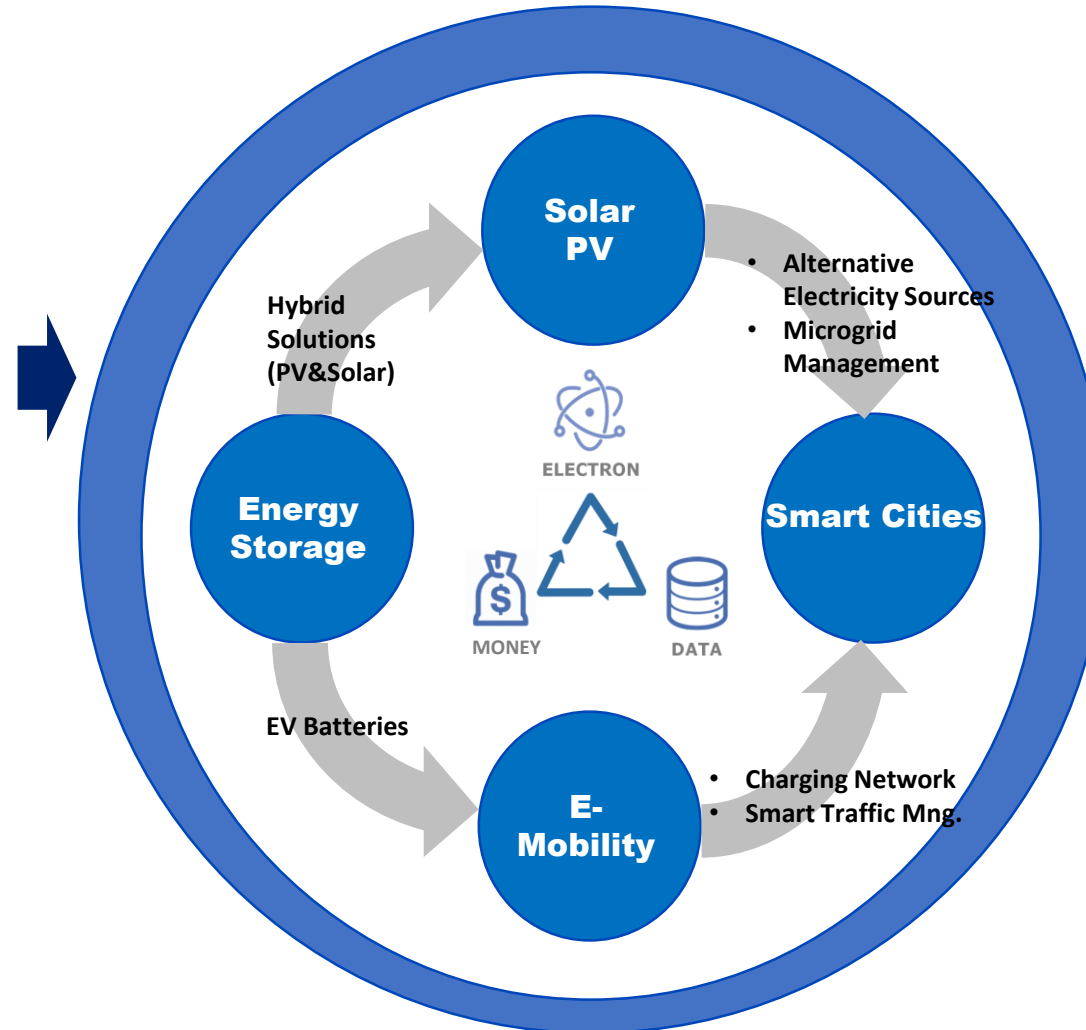 Solar
PV
• Alternative
Electricity Sources
• Microgrid
Management
Hybrid
Solutions
(PV&Solar)
ELECTRON
Energy
Storage
Smart Cities
$
MONEY
DATA
EV Batteries
• Charging Network
• Smart Traffic Mng.
E-
Mobility